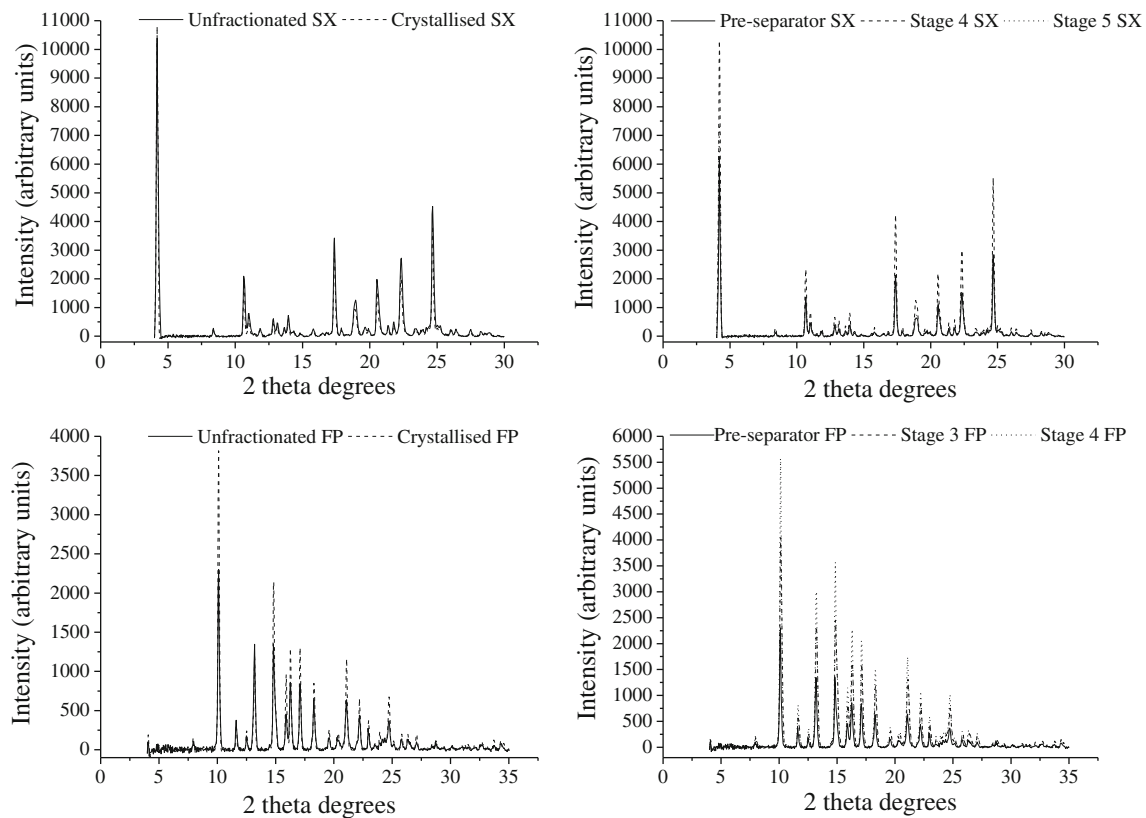 Unfractionated SX Crystallised SX
11000
10000
9000
8000
7000
6000
5000
4000
3000
2000
1000
0
Intensity (arbitrary units)
0 5 10 15 20 25 30
2 theta degrees
Pre-separator SX Stage 4 SX Stage 5 SX
11000
10000
9000
8000
7000
6000
5000
4000
3000
2000
1000
0
Intensity (arbitrary units)
0 5 10 15 20 25 30
2 theta degrees
Unfractionated FP Crystallised FP
4000
3500
3000
2500
2000
1500
1000
500
0
Intensity (arbitrary units)
0 5 10 15 20 25 30 35
2 theta degrees
Pre-separator FP Stage 3 FP Stage 4 FP
6000
5500
5000
4500
4000
3500
3000
2500
2000
1500
1000
500
0
Intensity (arbitrary units)
0 5 10 15 20 25 30 35
2 theta degrees